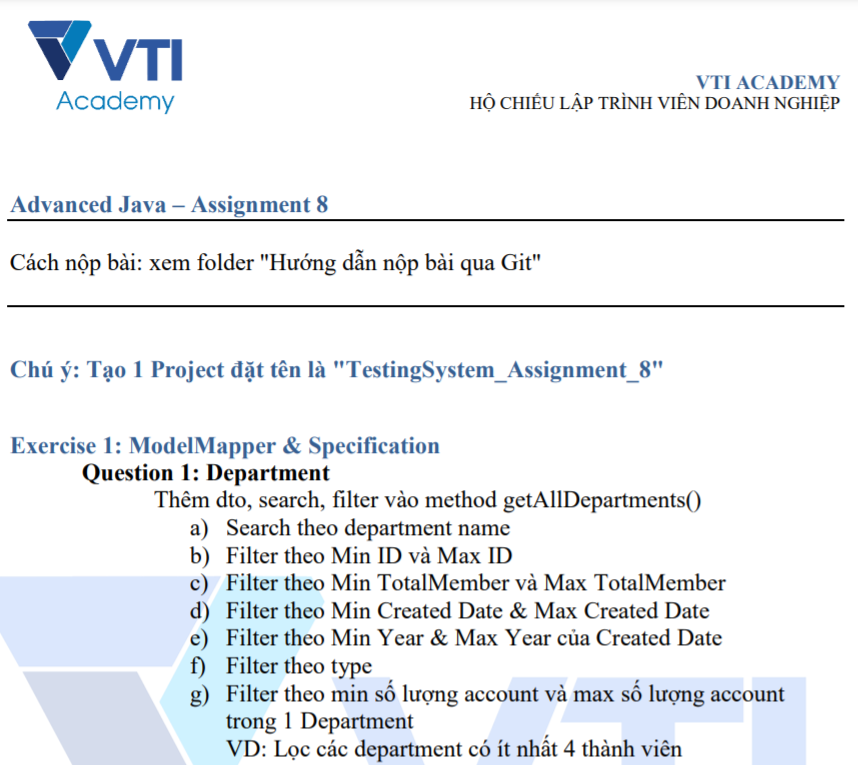 VTI
Academy
VTI ACADEMY
HỘ CHIẾU LẬP TRÌNH VIÊN DOANH NGHIỆP
Advanced Java – Assignment 8
Cách nộp bài: xem folder "Hướng dẫn nộp bài qua Git"
Chú ý: Tạo 1 Project đặt tên là "TestingSystem_Assignment_8"
Exercise 1: ModelMapper & Specification
Question 1: Department
Thêm dto, search, filter vào method getAllDepartments()
a) Search theo department name
b) Filter theo Min ID và Max ID
c) Filter theo Min TotalMember và Max TotalMember
d) Filter theo Min Created Date & Max Created Date
e) Filter theo Min Year & Max Year của Created Date
f) Filter theo type
g) Filter theo min số lượng account và max số lượng account
trong 1 Department
VD: Lọc các department có ít nhất 4 thành viên